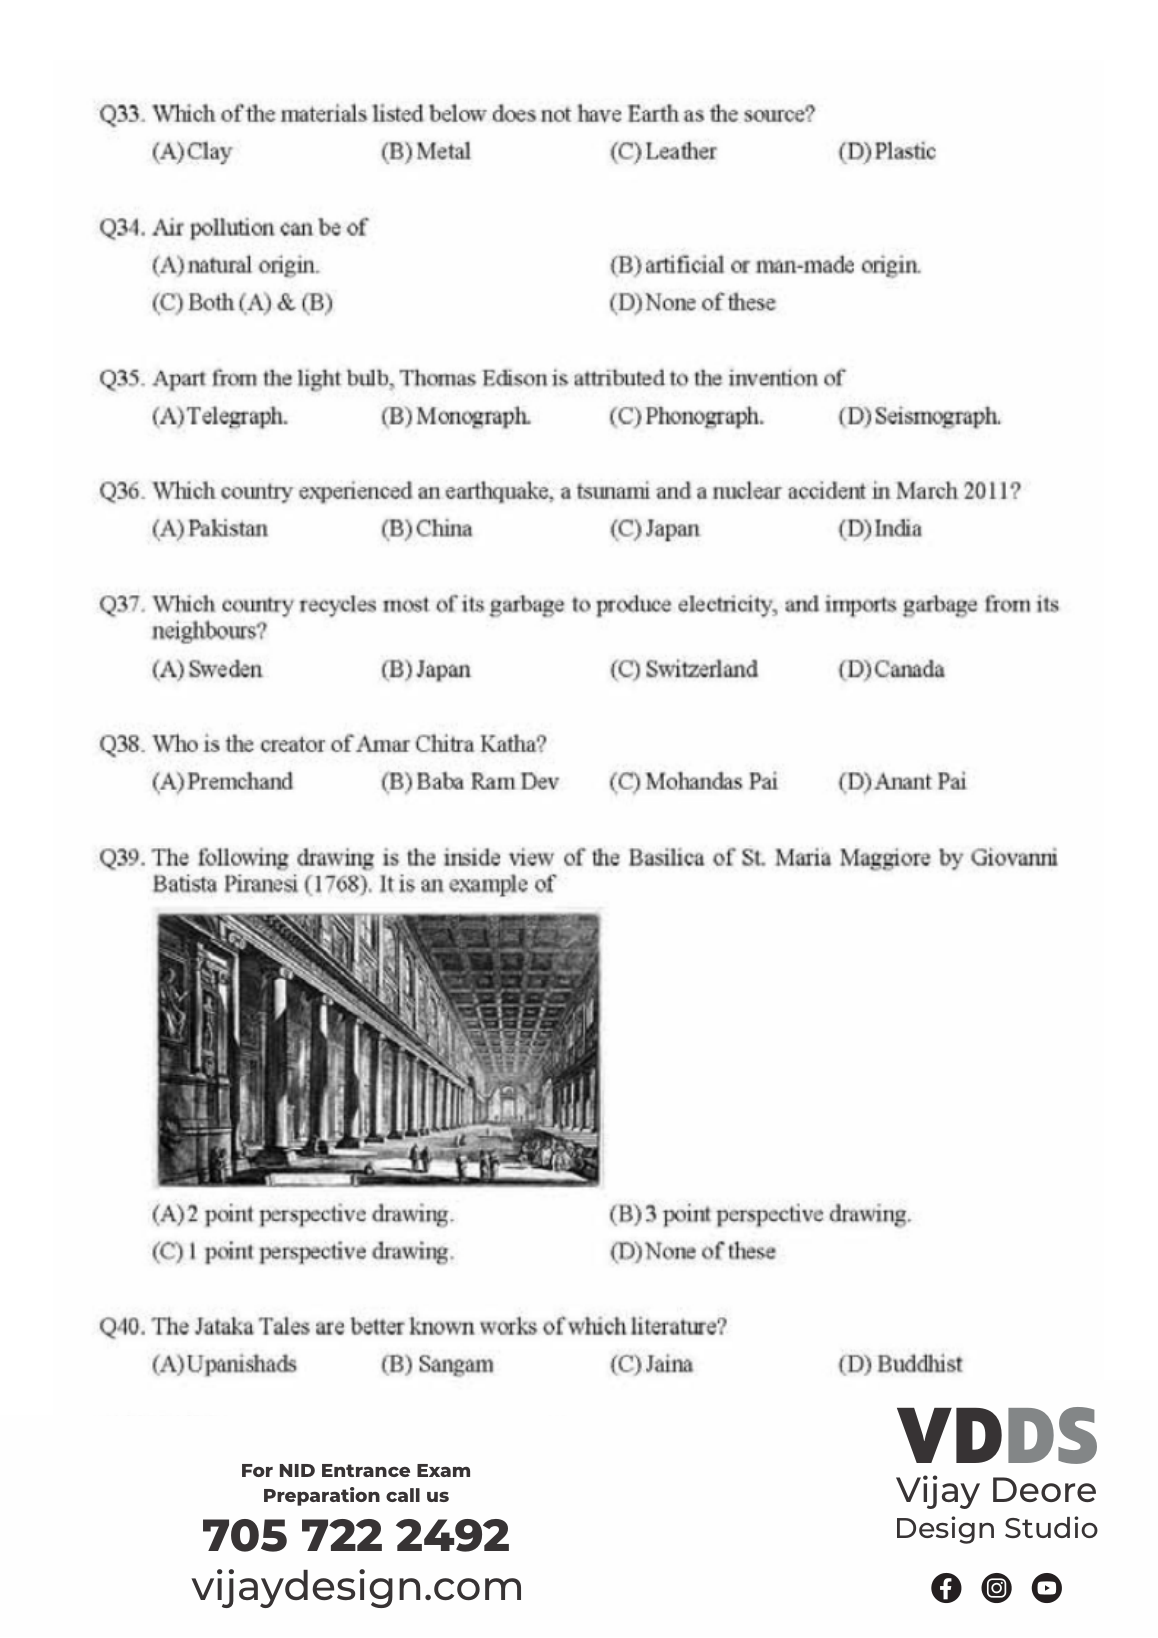 Q33. Which of the materials listed below does not have Earth as the source?
(A) Clay (B) Metal (C) Leather (D) Plastic
Q34. Air pollution can be of
(A) natural origin. (B) artificial or man-made origin.
(C) Both (A) & (B) (D) None of these
Q35. Apart from the light bulb, Thomas Edison is attributed to the invention of
(A) Telegraph. (B) Monograph. (C) Phonograph. (D) Seismograph.
Q36. Which country experienced an earthquake, a tsunami and a nuclear accident in March 2011?
(A) Pakistan (B) China (C) Japan (D) India
Q37. Which country recycles most of its garbage to produce electricity, and imports garbage from its
neighbours?
(A) Sweden (B) Japan (C) Switzerland (D) Canada
Q38. Who is the creator of Amar Chitra Katha?
(A) Premchand (B) Baba Ram Dev (C) Mohandas Pai (D) Anant Pai
Q39. The following drawing is the inside view of the Basilica of St. Maria Maggiore by Giovanni
Batista Piranesi (1768). It is an example of
(A) 2 point perspective drawing. (B) 3 point perspective drawing.
(C) 1 point perspective drawing. (D) None of these
Q40. The Jataka Tales are better known works of which literature?
(A) Upanishads (B) Sangam (C) Jaina (D) Buddhist
For NID Entrance Exam
Preparation call us
705 722 2492
vijaydesign.com
VDDS
Vijay Deore
Design Studio